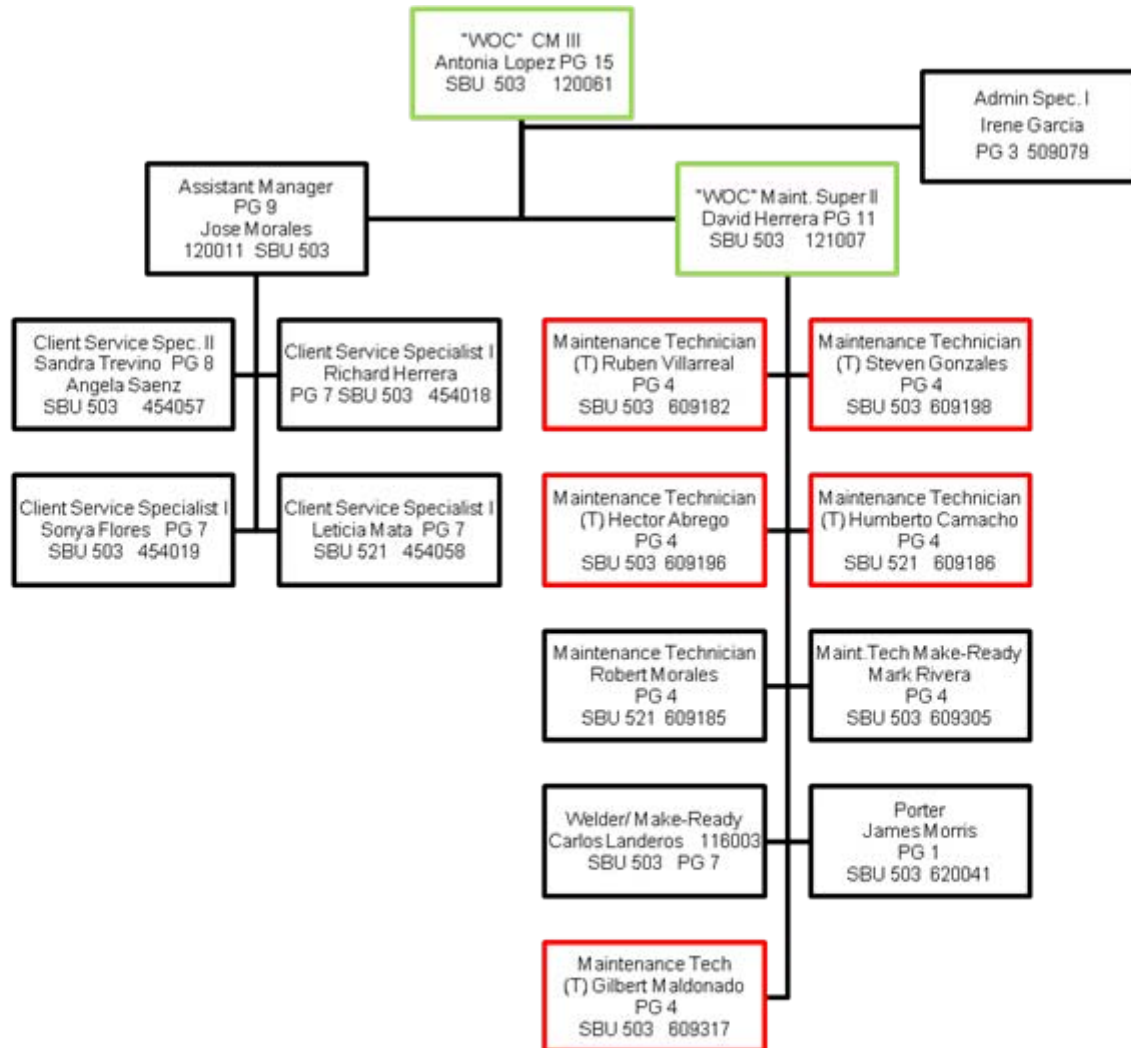 "WOC" CM III
Antonia Lopez PG 15
SBU 503 120061
Admin Spec. I
Irene Garcia
PG 3 509079
Assistant Manager
PG 9
Jose Morales
120011 SBU 503
"WOC" Maint. Super II
David Herrera PG 11
SBU 503 121007
Client Service Spec. II
Sandra Trevino PG 8
Angela Saenz
SBU 503 454057
Client Service Specialist I
Richard Herrera
PG 7 SBU 503 454018
Maintenance Technician
(T) Ruben Villarreal
PG 4
SBU 503 609182
Maintenance Technician
(T) Steven Gonzales
PG 4
SBU 503 609198
Client Service Specialist I
Sonya Flores PG 7
SBU 503 454019
Client Service Specialist I
Leticia Mata PG 7
SBU 521 454058
Maintenance Technician
(T) Hector Abrego
PG 4
SBU 503 609196
Maintenance Technician
(T) Humberto Camacho
PG 4
SBU 521 609186
Maintenance Technician
Robert Morales
PG 4
SBU 521 609185
Maint.Tech Make-Ready
Mark Rivera
PG 4
SBU 503 609305
Welder/ Make-Ready
Carlos Landeros 116003
SBU 503 PG 7
Porter
James Morris
PG 1
SBU 503 620041
Maintenance Tech
(T) Gilbert Maldonado
PG 4
SBU 503 609317